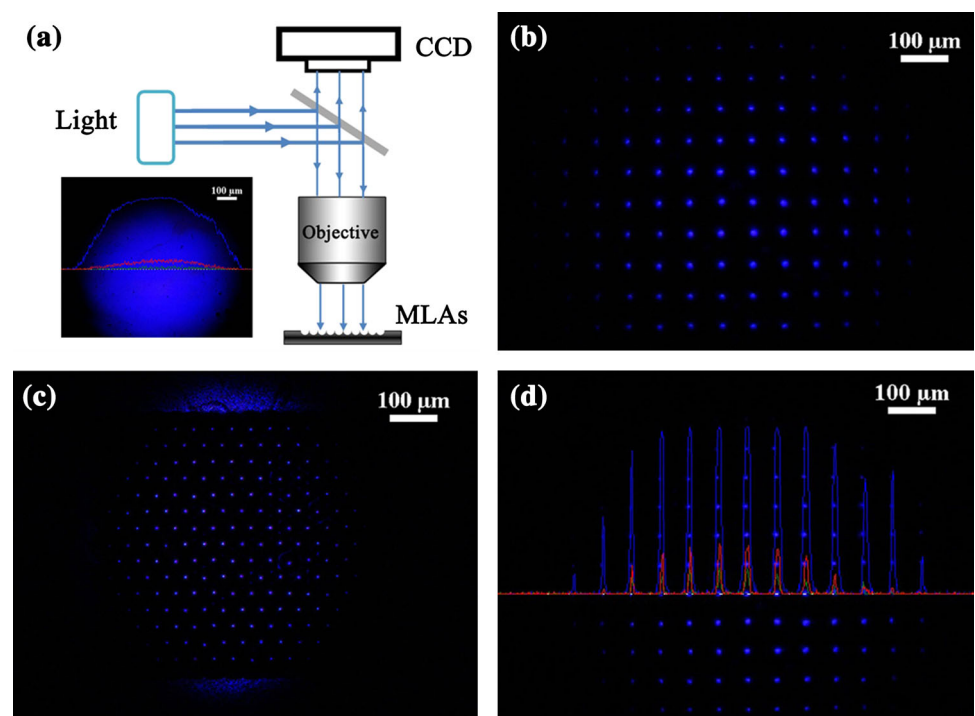 (a)
CCD
Light
100 µm
Objective
MLAs
(b)
100 µm
(c)
100 µm
(d)
100 µm